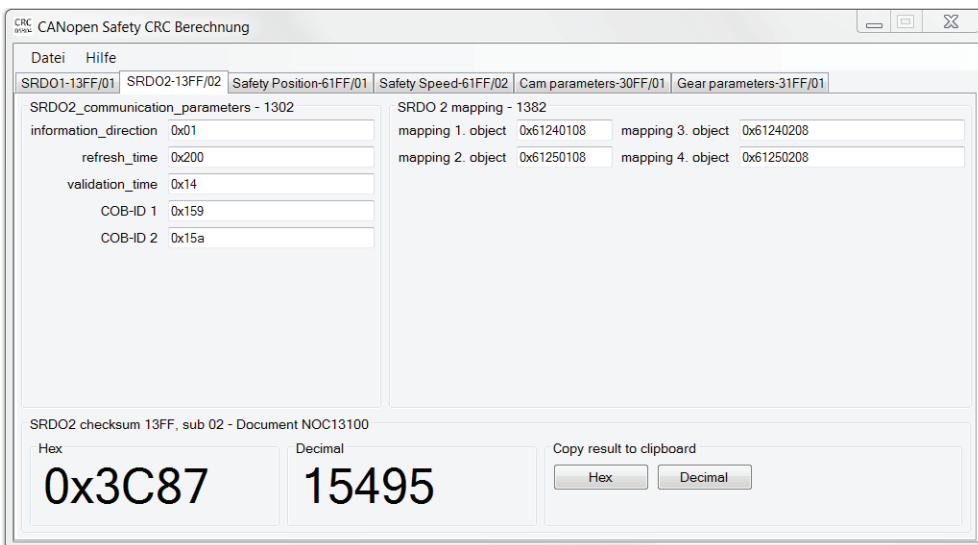 CRC CANopen Safety CRC Berechnung
Datei Hilfe
SRDO1-13FF/01 SRDO2-13FF/02 Safety Position-61FF/01 Safety Speed-61FF/02 Cam parameters-30FF/01 Gear parameters-31FF/01
SRDO2_communication_parameters - 1302 SRDO 2 mapping - 1382
information_direction 0x01 mapping 1. object 0x61240108 mapping 3. object 0x61240208
refresh_time 0x200 mapping 2. object 0x61250108 mapping 4. object 0x61250208
validation_time 0x14
COB-ID 1 0x159
COB-ID 2 0x15a
SRDO2 checksum 13FF, sub 02 - Document NOC13100
Hex Decimal Copy result to clipboard
0x3C87 15495 Hex Decimal